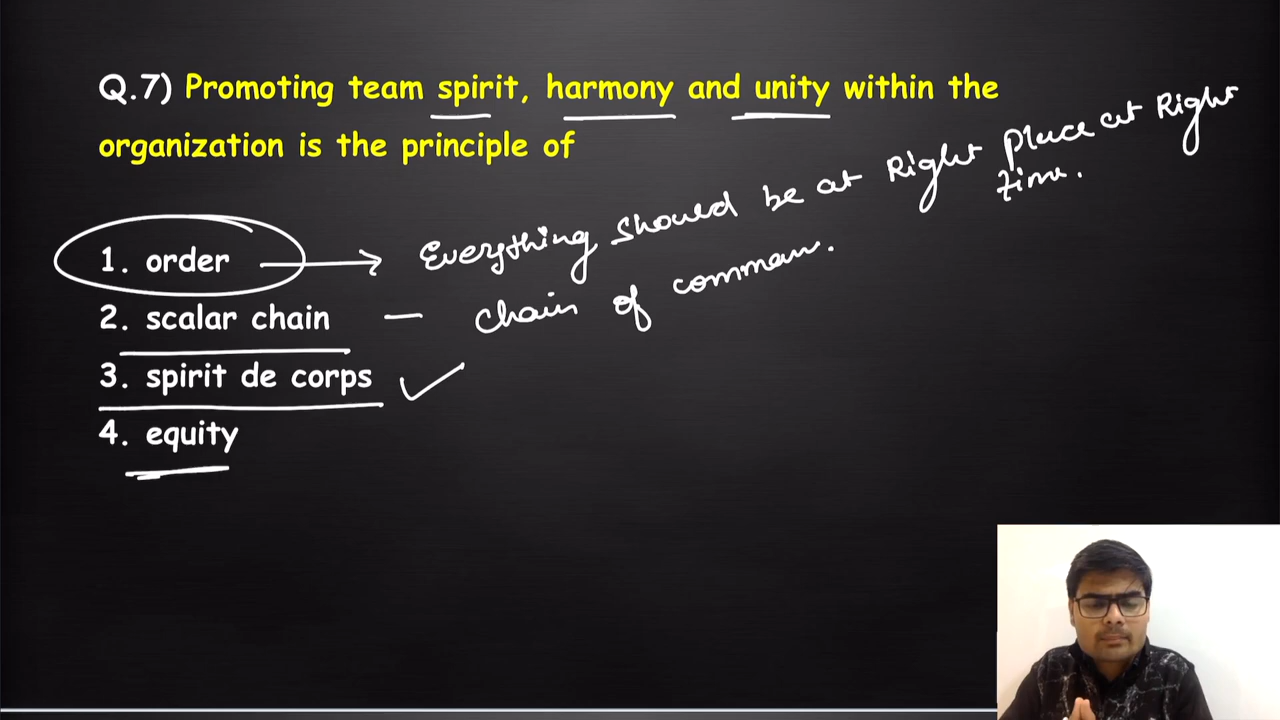 Q.7) Promoting team spirit, harmony and unity within the
organization is the principle of
1. order
Everything should be at Right place at Right
time.
2. scalar chain
— chain of comman.
3. spirit de corps
4. equity